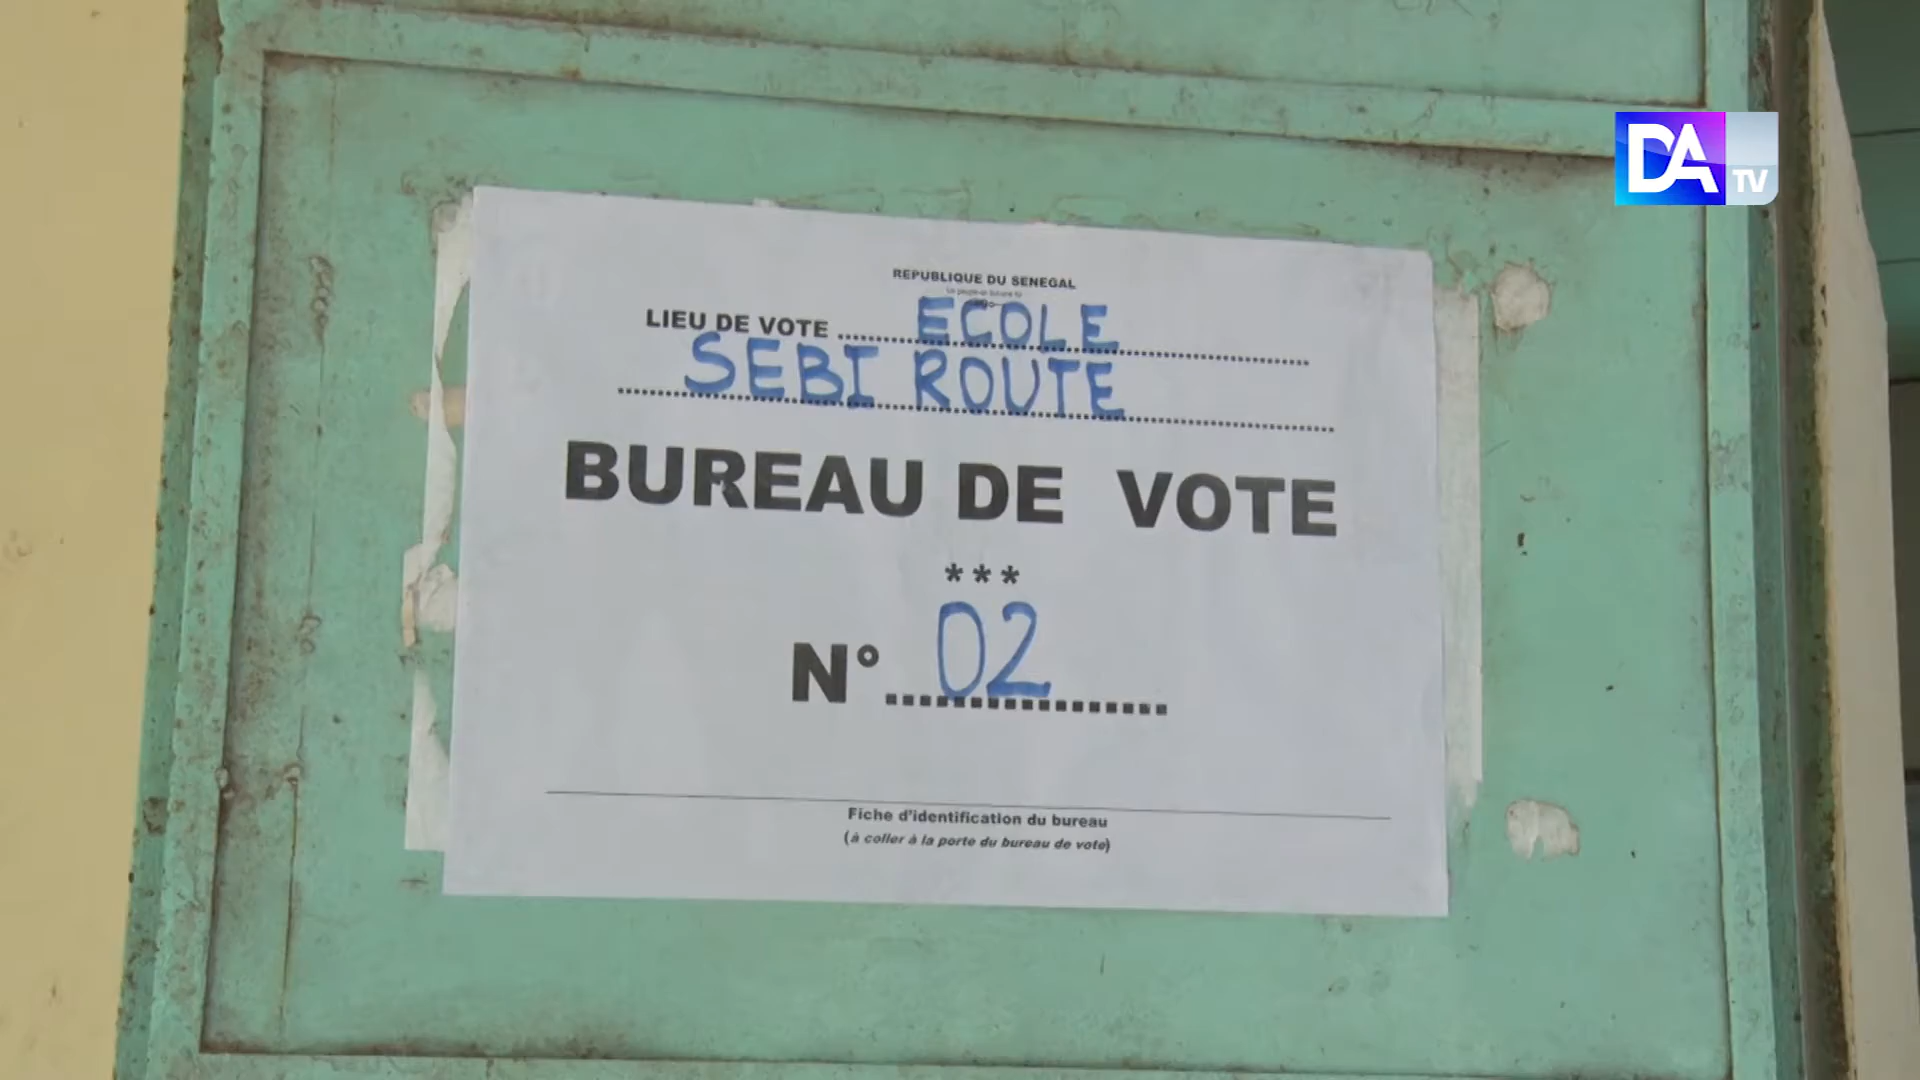 DA TV
REPUBLIQUE DU SENEGAL
LIEU DE VOTE ECOLE
SEBI ROUTE
BUREAU DE VOTE
***
N° 02
Fiche d'identification du bureau
(à coller à la porte du bureau de vote)